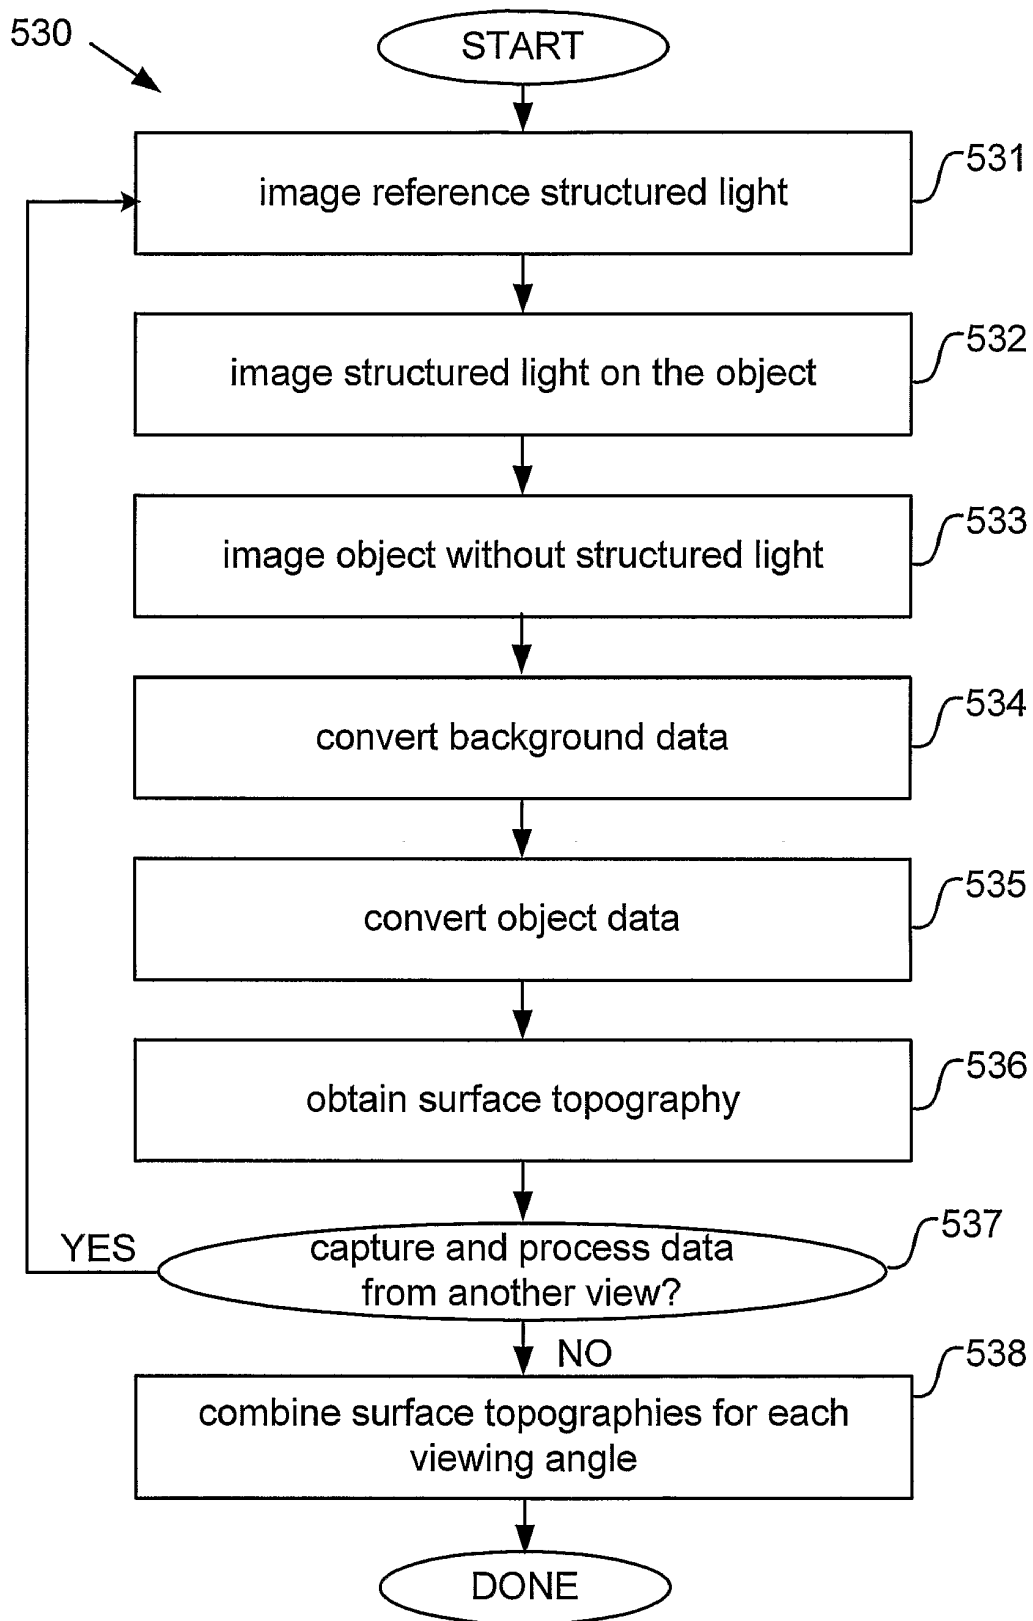 530
START
image reference structured light
531
image structured light on the object
532
image object without structured light
533
convert background data
534
convert object data
535
obtain surface topography
536
YES
capture and process data
from another view?
537
NO
combine surface topographies for each
viewing angle
538
DONE